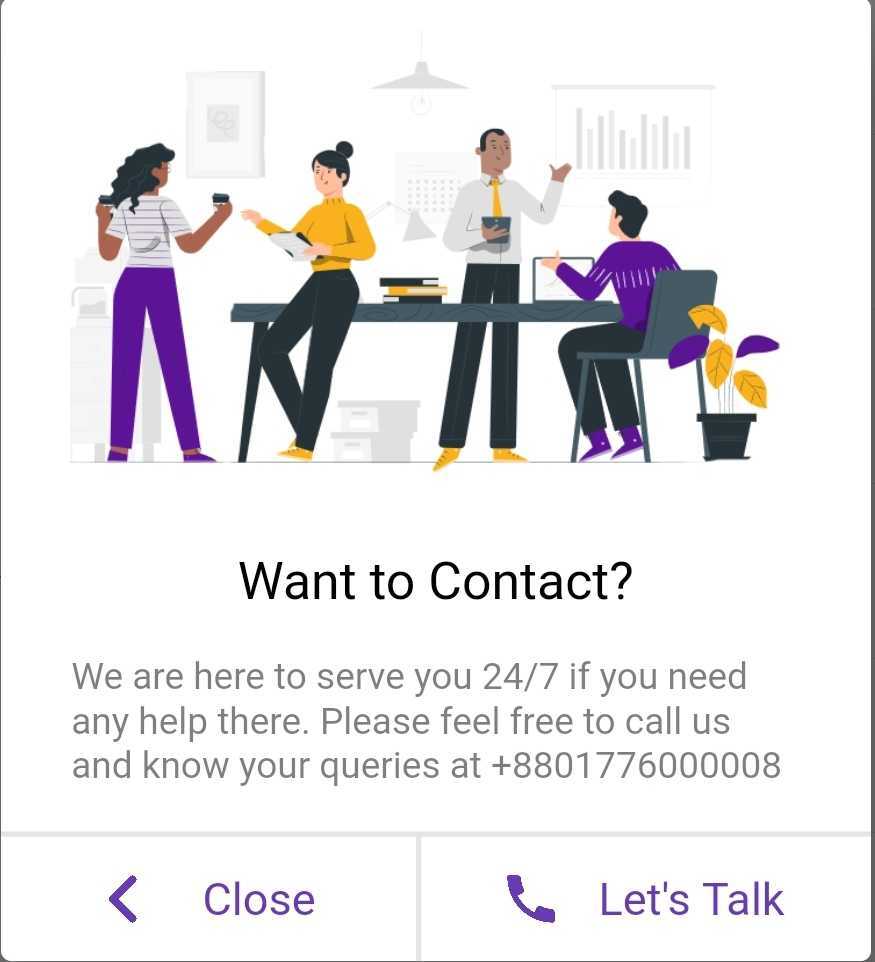 Want to Contact?
We are here to serve you 24/7 if you need
any help there. Please feel free to call us
and know your queries at +8801776000008
Close
Let's Talk